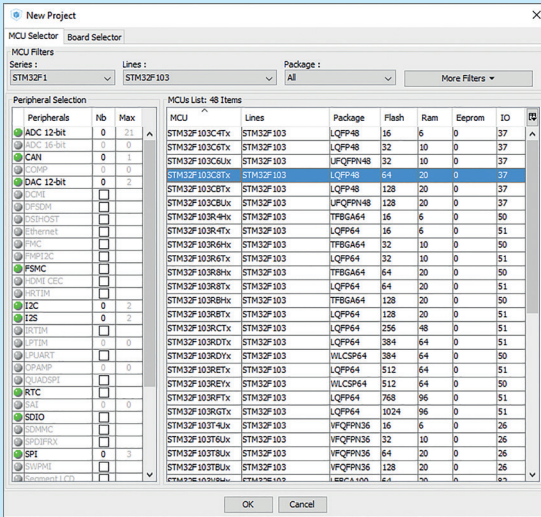 New Project
MCU Selector Board Selector
MCU Filters
Series : Lines : Package :
STM32F1 STM32F103 All More Filters
Peripheral Selection
Peripherals Nb Max
ADC 12-bit 0 21
ADC 16-bit 0 0
CAN 0 1
COMP 0 0
DAC 12-bit 0 2
DCMI
DFSDM
DSIHOST
Ethernet
FMC
FMPI2C
FSMC
HDMI CEC
HRTIM
I2C 0 2
I2S 0 2
IRTIM
LPTIM 0 0
LPUART
OPAMP 0 0
QUADSPI
RTC
SAI 0 0
SDIO
SDMMC
SPDIFRX
SPI 0 3
SWPMI
Segment LCD
MCUs List: 48 Items
MCU Lines Package Flash Ram Eeprom IO
STM32F103C4Tx STM32F103 LQFP48 16 6 0 37
STM32F103C6Tx STM32F103 LQFP48 32 10 0 37
STM32F103C6Ux STM32F103 UFQFPN48 32 10 0 37
STM32F103C8Tx STM32F103 LQFP48 64 20 0 37
STM32F103CBTx STM32F103 LQFP48 128 20 0 37
STM32F103CBUx STM32F103 UFQFPN48 128 20 0 37
STM32F103R4Hx STM32F103 TFBGA64 16 6 0 50
STM32F103R4Tx STM32F103 LQFP64 16 6 0 51
STM32F103R6Hx STM32F103 TFBGA64 32 10 0 50
STM32F103R6Tx STM32F103 LQFP64 32 10 0 51
STM32F103R8Hx STM32F103 TFBGA64 64 20 0 50
STM32F103R8Tx STM32F103 LQFP64 64 20 0 51
STM32F103RBHx STM32F103 TFBGA64 128 20 0 50
STM32F103RBTx STM32F103 LQFP64 128 20 0 51
STM32F103RCTx STM32F103 LQFP64 256 48 0 51
STM32F103RDTx STM32F103 LQFP64 384 64 0 51
STM32F103RDYx STM32F103 WLCSP64 384 64 0 50
STM32F103RETx STM32F103 LQFP64 512 64 0 51
STM32F103REYx STM32F103 WLCSP64 512 64 0 50
STM32F103RFTx STM32F103 LQFP64 768 96 0 51
STM32F103RGTx STM32F103 LQFP64 1024 96 0 51
STM32F103T4Ux STM32F103 VFQFPN36 16 6 0 26
STM32F103T6Ux STM32F103 VFQFPN36 32 10 0 26
STM32F103T8Ux STM32F103 VFQFPN36 64 20 0 26
STM32F103TBUx STM32F103 VFQFPN36 128 20 0 26
OK Cancel